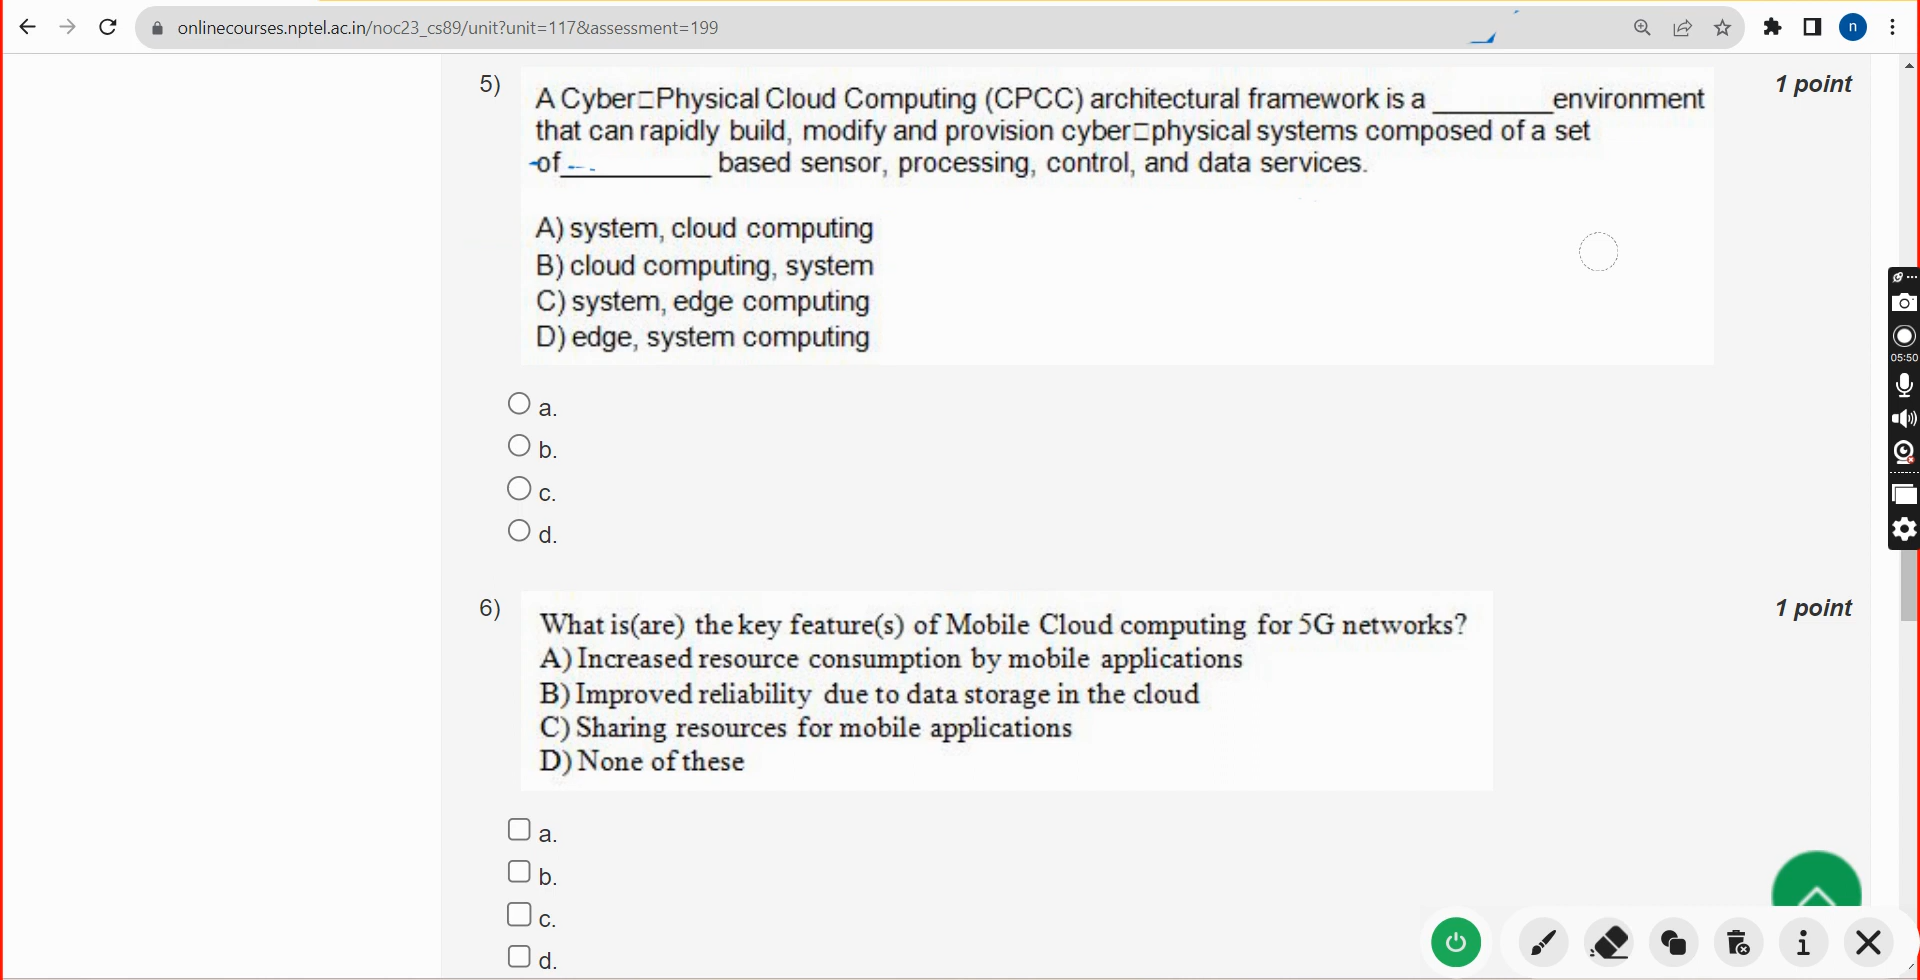 onlinecourses.nptel.ac.in/noc23_cs89/unit?unit=117&assessment=199
n
5)
1 point
A Cyber□Physical Cloud Computing (CPCC) architectural framework is a ________environment
that can rapidly build, modify and provision cyber□physical systems composed of a set
of__________ based sensor, processing, control, and data services.
A) system, cloud computing
B) cloud computing, system
C) system, edge computing
D) edge, system computing
a.
b.
c.
d.
05:50
6)
1 point
What is(are) the key feature(s) of Mobile Cloud computing for 5G networks?
A) Increased resource consumption by mobile applications
B) Improved reliability due to data storage in the cloud
C) Sharing resources for mobile applications
D) None of these
a.
b.
c.
d.